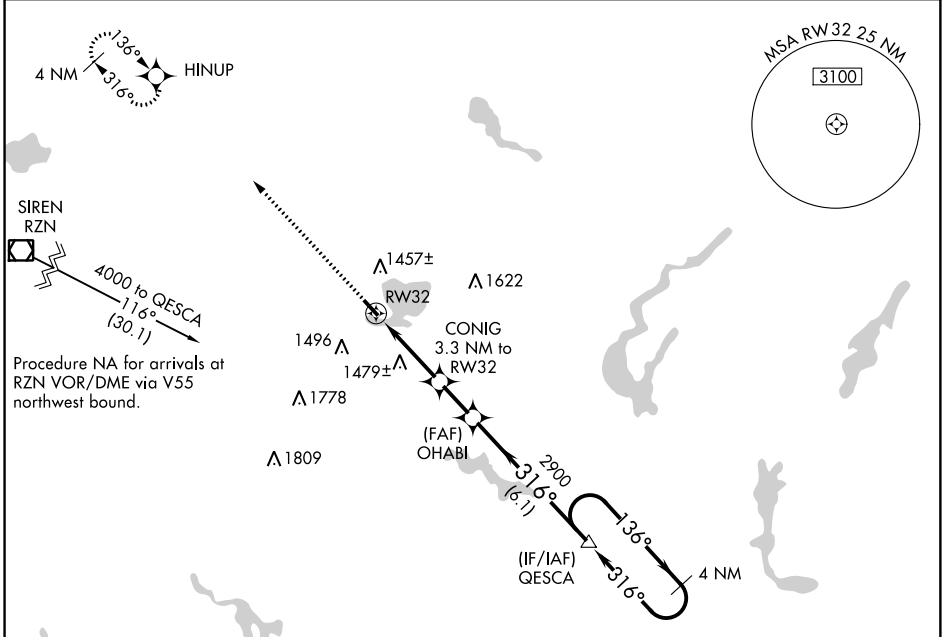 136°
4 NM
316°
HINUP
MSA RW32 25 NM
3100
SIREN
RZN
4000 to QESCA
116°
(30.1)
Procedure NA for arrivals at
RZN VOR/DME via V55
northwest bound.
1457±
1622
RW32
CONIG
3.3 NM to
RW32
1496
1479±
1778
1809
(FAF)
OHABI
2900
316°
(6.1)
136°
(IF/IAF)
QESCA
316°
4 NM